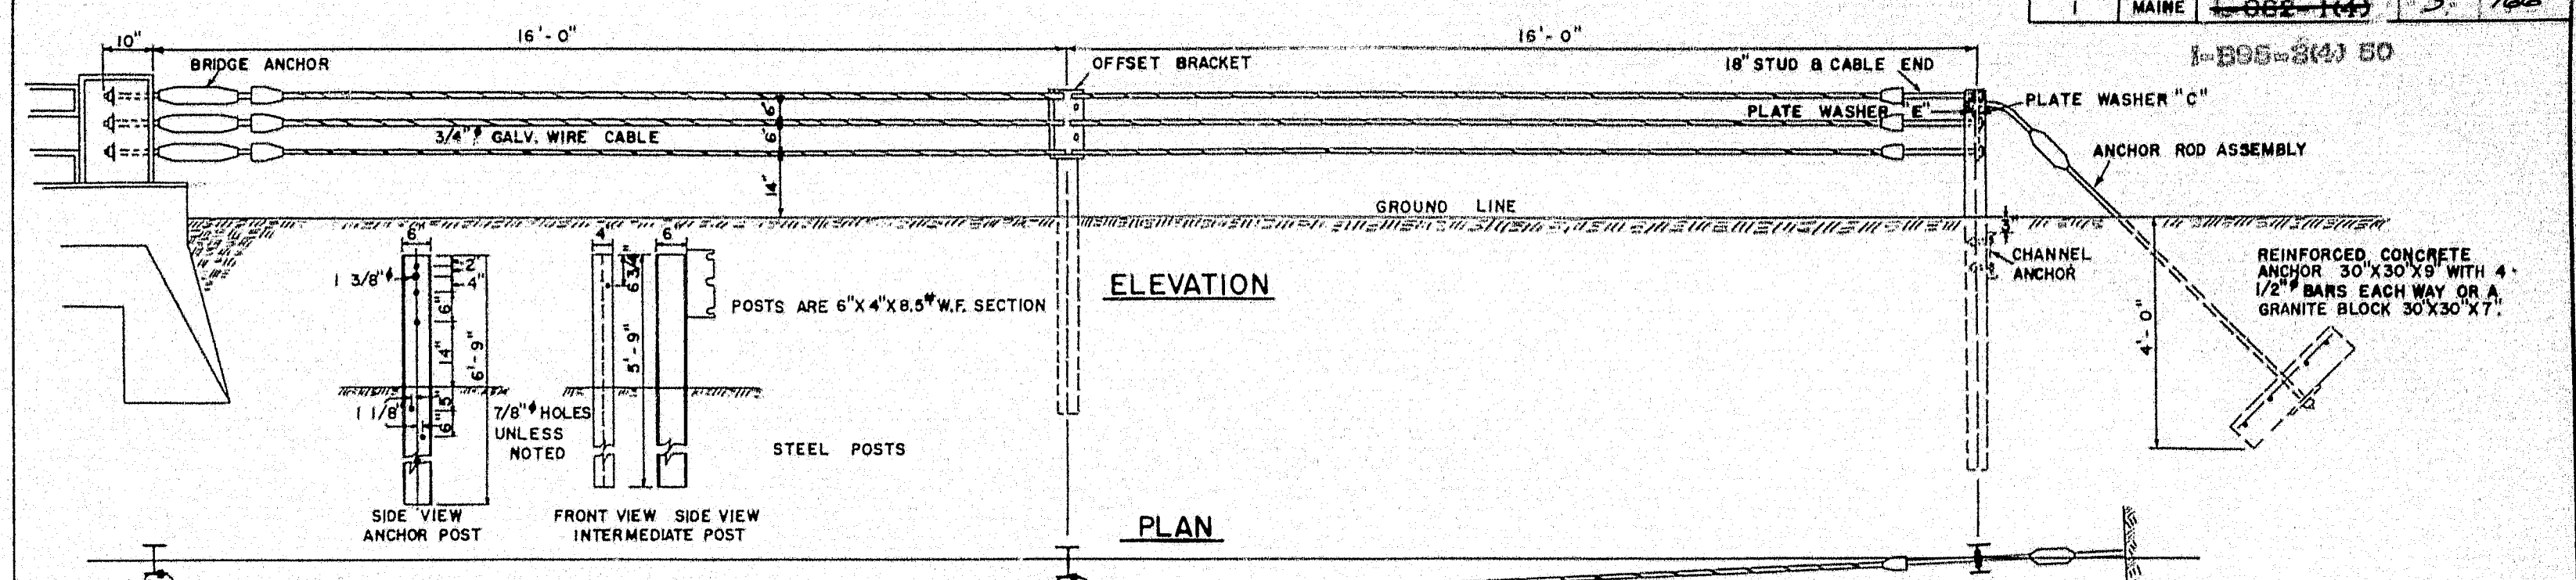 1 MAINE 3. 166
10" 16'-0" 16'-0"
BRIDGE ANCHOR
OFFSET BRACKET
18" STUD & CABLE END
PLATE WASHER "E"
PLATE WASHER "C"
3/4"ϕ GALV. WIRE CABLE
6"
6"
14"
ANCHOR ROD ASSEMBLY
GROUND LINE
3"
CHANNEL
ANCHOR
REINFORCED CONCRETE
ANCHOR 30"X30"X9" WITH 4-
1/2"ϕ BARS EACH WAY OR A
GRANITE BLOCK 30"X30"X7".
4'-0"
ELEVATION
6"
1 3/8"ϕ
2"
4"
6"
14"
6'-9"
1 1/8"
5"
6"
7/8"ϕ HOLES
UNLESS
NOTED
4" 6"
6 3/4"
5'-9"
POSTS ARE 6"X4"X8.5# W.F. SECTION
STEEL POSTS
SIDE VIEW
ANCHOR POST
FRONT VIEW SIDE VIEW
INTERMEDIATE POST
PLAN